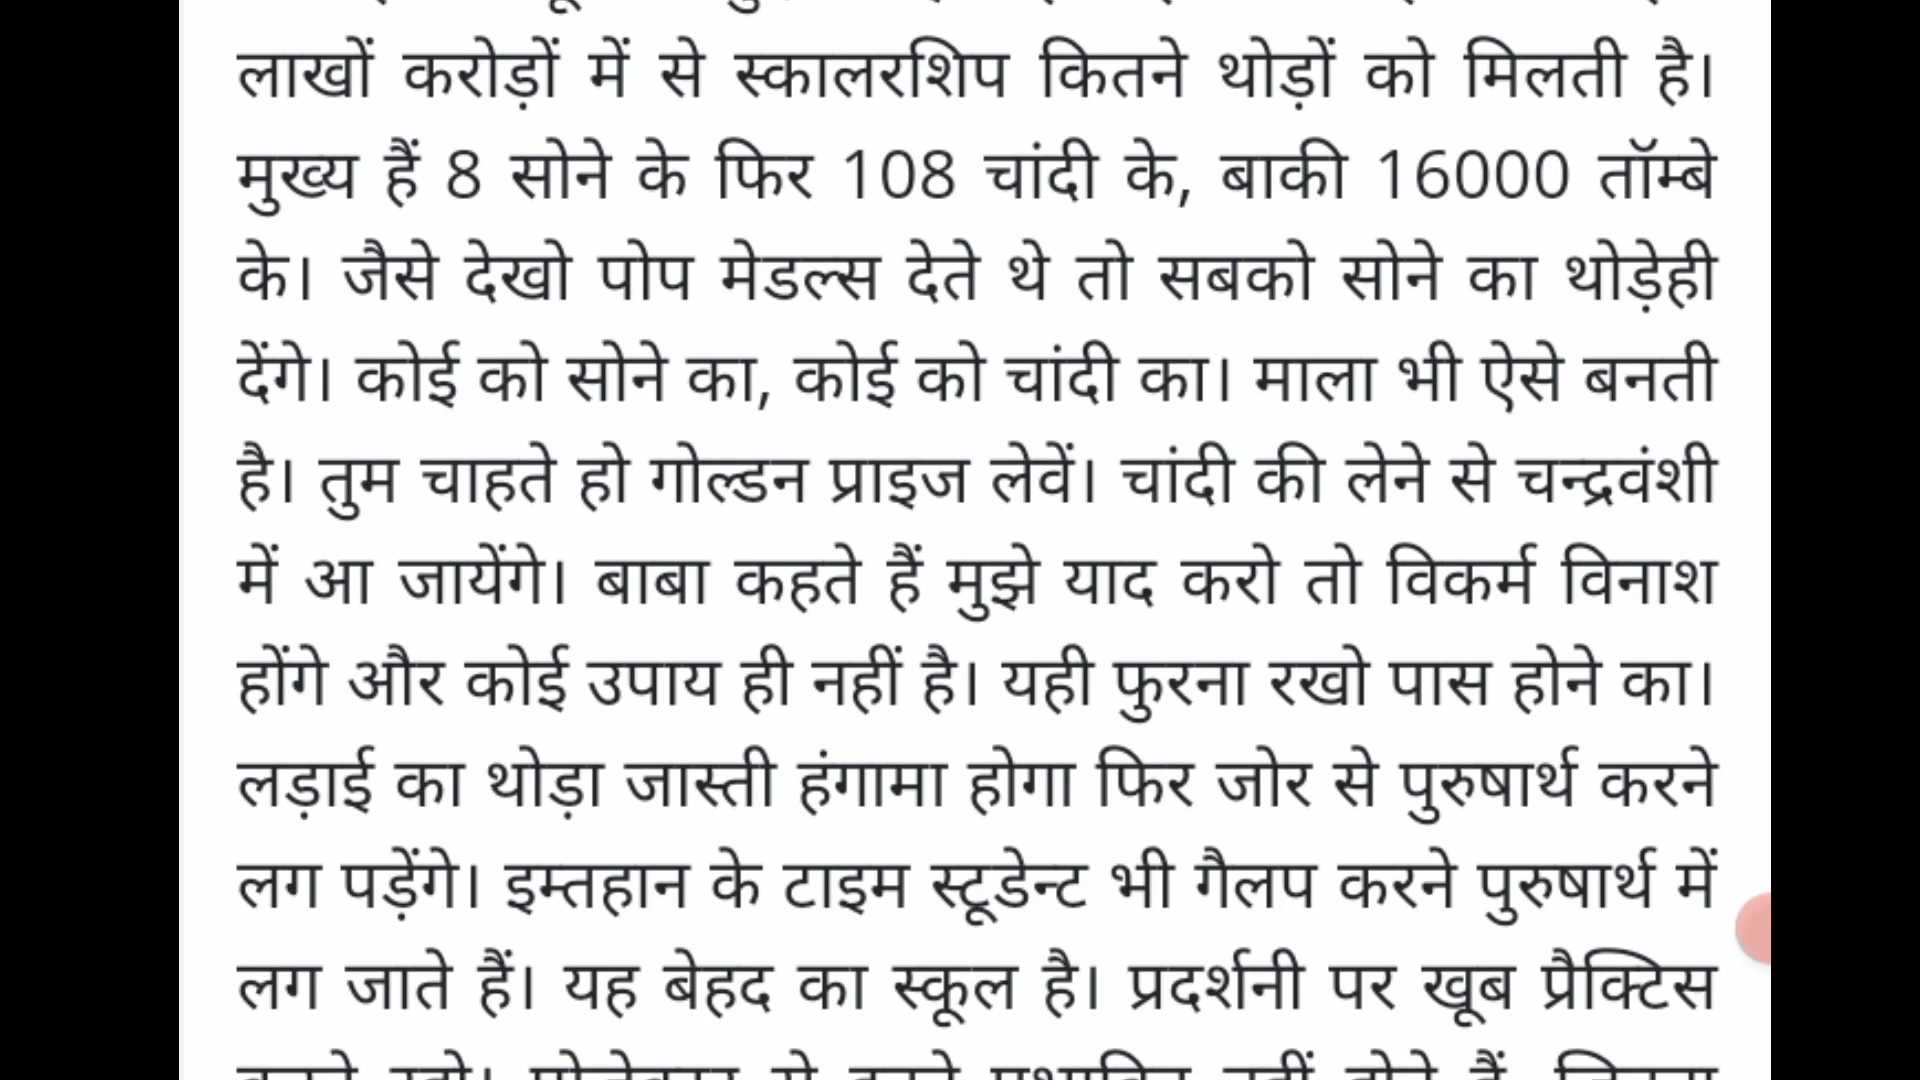 लाखों करोड़ों में से स्कालरशिप कितने थोड़ों को मिलती है।
मुख्य हैं 8 सोने के फिर 108 चांदी के, बाकी 16000 तॉम्बे
के। जैसे देखो पोप मेडल्स देते थे तो सबको सोने का थोड़ेही
देंगे। कोई को सोने का, कोई को चांदी का। माला भी ऐसे बनती
है। तुम चाहते हो गोल्डन प्राइज लेवें। चांदी की लेने से चन्द्रवंशी
में आ जायेंगे। बाबा कहते हैं मुझे याद करो तो विकर्म विनाश
होंगे और कोई उपाय ही नहीं है। यही फुरना रखो पास होने का।
लड़ाई का थोड़ा जास्ती हंगामा होगा फिर जोर से पुरुषार्थ करने
लग पड़ेंगे। इम्तहान के टाइम स्टूडेन्ट भी गैलप करने पुरुषार्थ में
लग जाते हैं। यह बेहद का स्कूल है। प्रदर्शनी पर खूब प्रैक्टिस